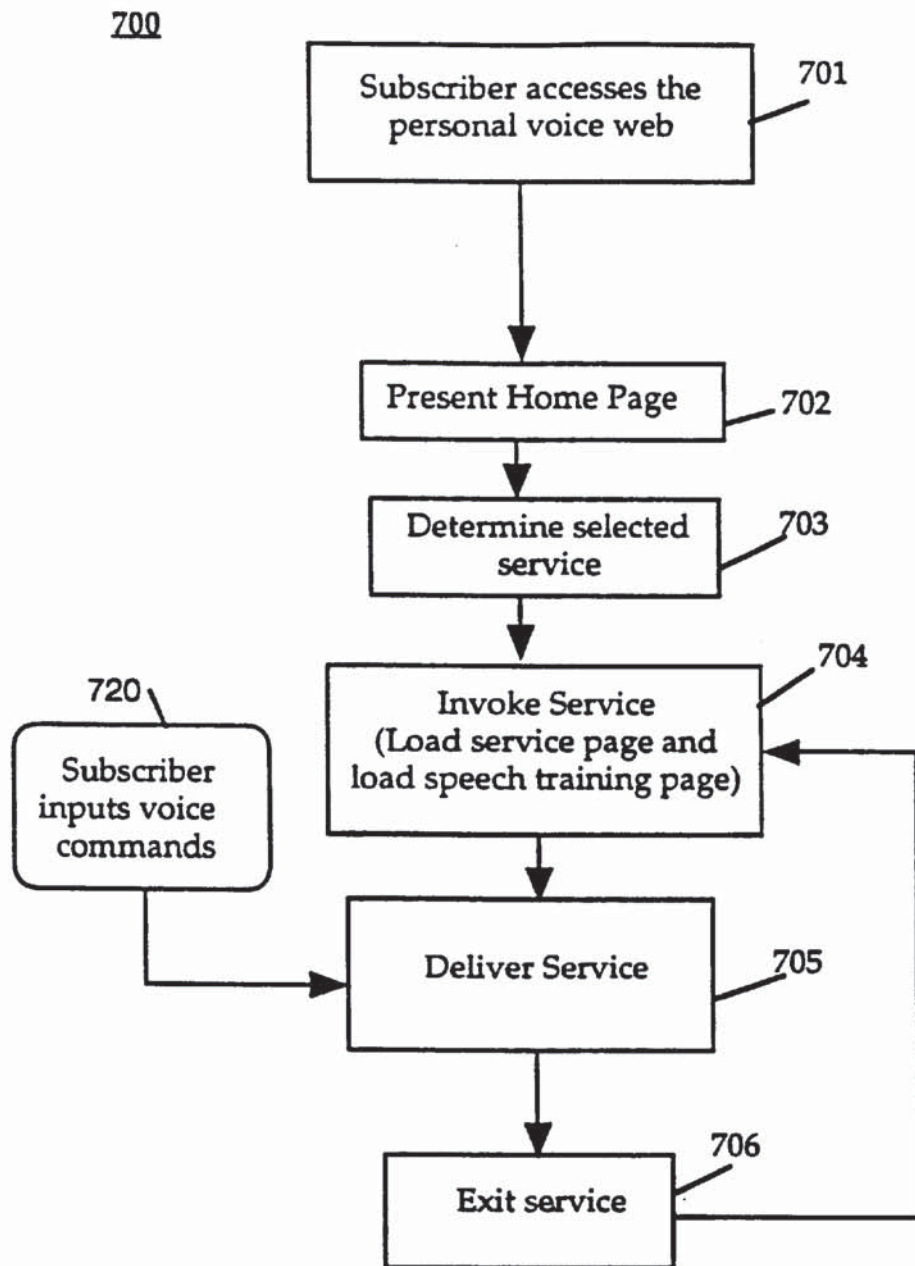 700
Subscriber accesses the
personal voice web
701
Present Home Page
702
Determine selected
service
703
Invoke Service
(Load service page and
load speech training page)
704
720
Subscriber
inputs voice
commands
Deliver Service
705
Exit service
706